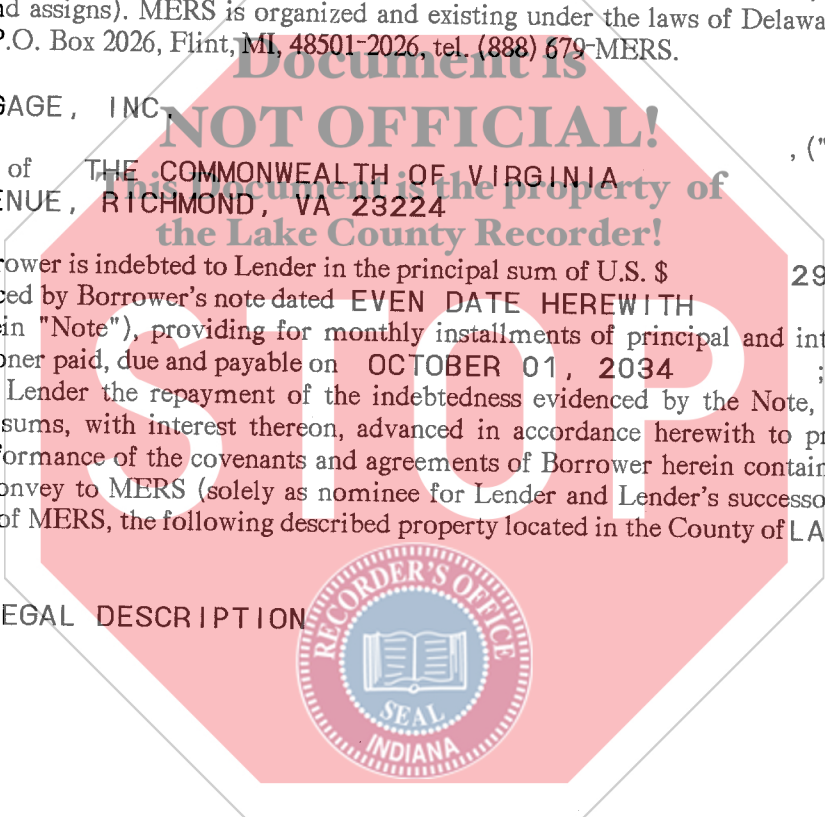 nd assigns). MERS is organized and existing under the laws of Delawa
P.O. Box 2026, Flint, MI, 48501-2026, tel. (888) 679-MERS.
Document is
GAGE, INC.
NOT OFFICIAL!
, ("
of THE COMMONWEALTH OF VIRGINIA
This Document is the property of
ENUE, RICHMOND, VA 23224
the Lake County Recorder!
rower is indebted to Lender in the principal sum of U.S. $ 29
ced by Borrower's note dated EVEN DATE HEREWITH
ein "Note"), providing for monthly installments of principal and int
oner paid, due and payable on OCTOBER 01, 2034 ;
Lender the repayment of the indebtedness evidenced by the Note,
sums, with interest thereon, advanced in accordance herewith to pr
formance of the covenants and agreements of Borrower herein contain
onvey to MERS (solely as nominee for Lender and Lender's successo
of MERS, the following described property located in the County of LA
STOP
EGAL DESCRIPTION
RECORDER'S OFFICE
SEAL
INDIANA